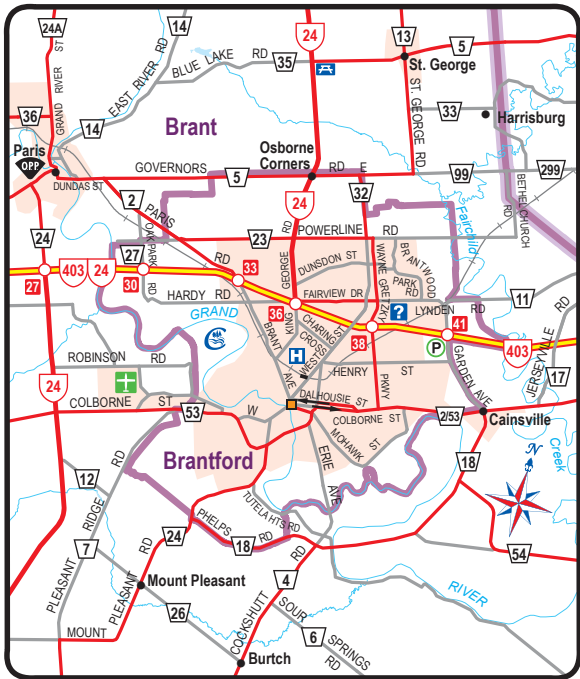 24A
14
24
13
5
GRAND RIVER ST
EAST RIVER RD
BLUE LAKE RD
35
St. George
36
14
Brant
ST. GEORGE RD
33
Harrisburg
Paris
OPP
Osborne
Corners
GOVERNORS
5
RD E
99
299
DUNDAS ST
2
PARIS RD
24
32
Fairchild
BETHEL CHURCH RD
24
OAK PARK RD
23
POWERLINE RD
27
403
24
27
30
33
GEORGE RD
DUNSDON ST
WAYNE GRETZKY PKWY
BRANTWOOD PARK RD
HARDY RD
FAIRVIEW DR
11
GRAND
36
KING
CHARING CROSS
?
LYNDEN RD
BRANT AVE
H
WEST ST
38
P
41
403
JERSEYVILLE RD
ROBINSON RD
HENRY ST
GARDEN AVE
17
24
COLBORNE ST
53
W
DALHOUSIE ST
COLBORNE ST
2/53
Cainsville
MOHAWK ST
Brantford
ERIE AVE
18
Creek
N
12
PLEASANT RIDGE RD
TUTELA HTS RD
24
PHELPS RD
18
54
7
Mount Pleasant
4
RIVER
26
COCKSHUTT RD
SOUR SPRINGS RD
6
MOUNT PLEASANT RD
Burtch